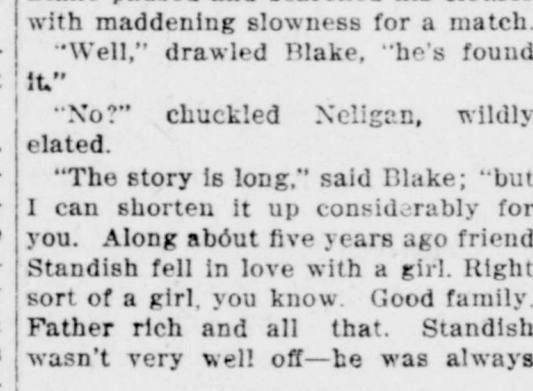 with maddening slowness for a match.
"Well," drawled Blake, "he's found
it."
"No?" chuckled Neligan, wildly
elated.
"The story is long," said Blake; "but
I can shorten it up considerably for
you. Along about five years ago friend
Standish fell in love with a girl. Right
sort of a girl, you know. Good family.
Father rich and all that. Standish
wasn't very well off—he was always